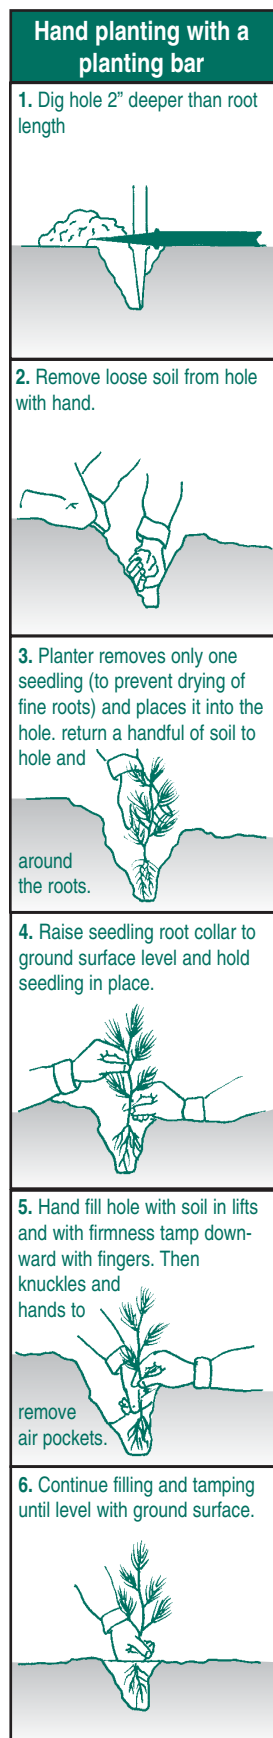 Hand planting with a
planting bar
1. Dig hole 2” deeper than root
length
2. Remove loose soil from hole
with hand.
3. Planter removes only one
seedling (to prevent drying of
fine roots) and places it into the
hole. return a handful of soil to
hole and
around
the roots.
4. Raise seedling root collar to
ground surface level and hold
seedling in place.
5. Hand fill hole with soil in lifts
and with firmness tamp down-
ward with fingers. Then
knuckles and
hands to
remove
air pockets.
6. Continue filling and tamping
until level with ground surface.